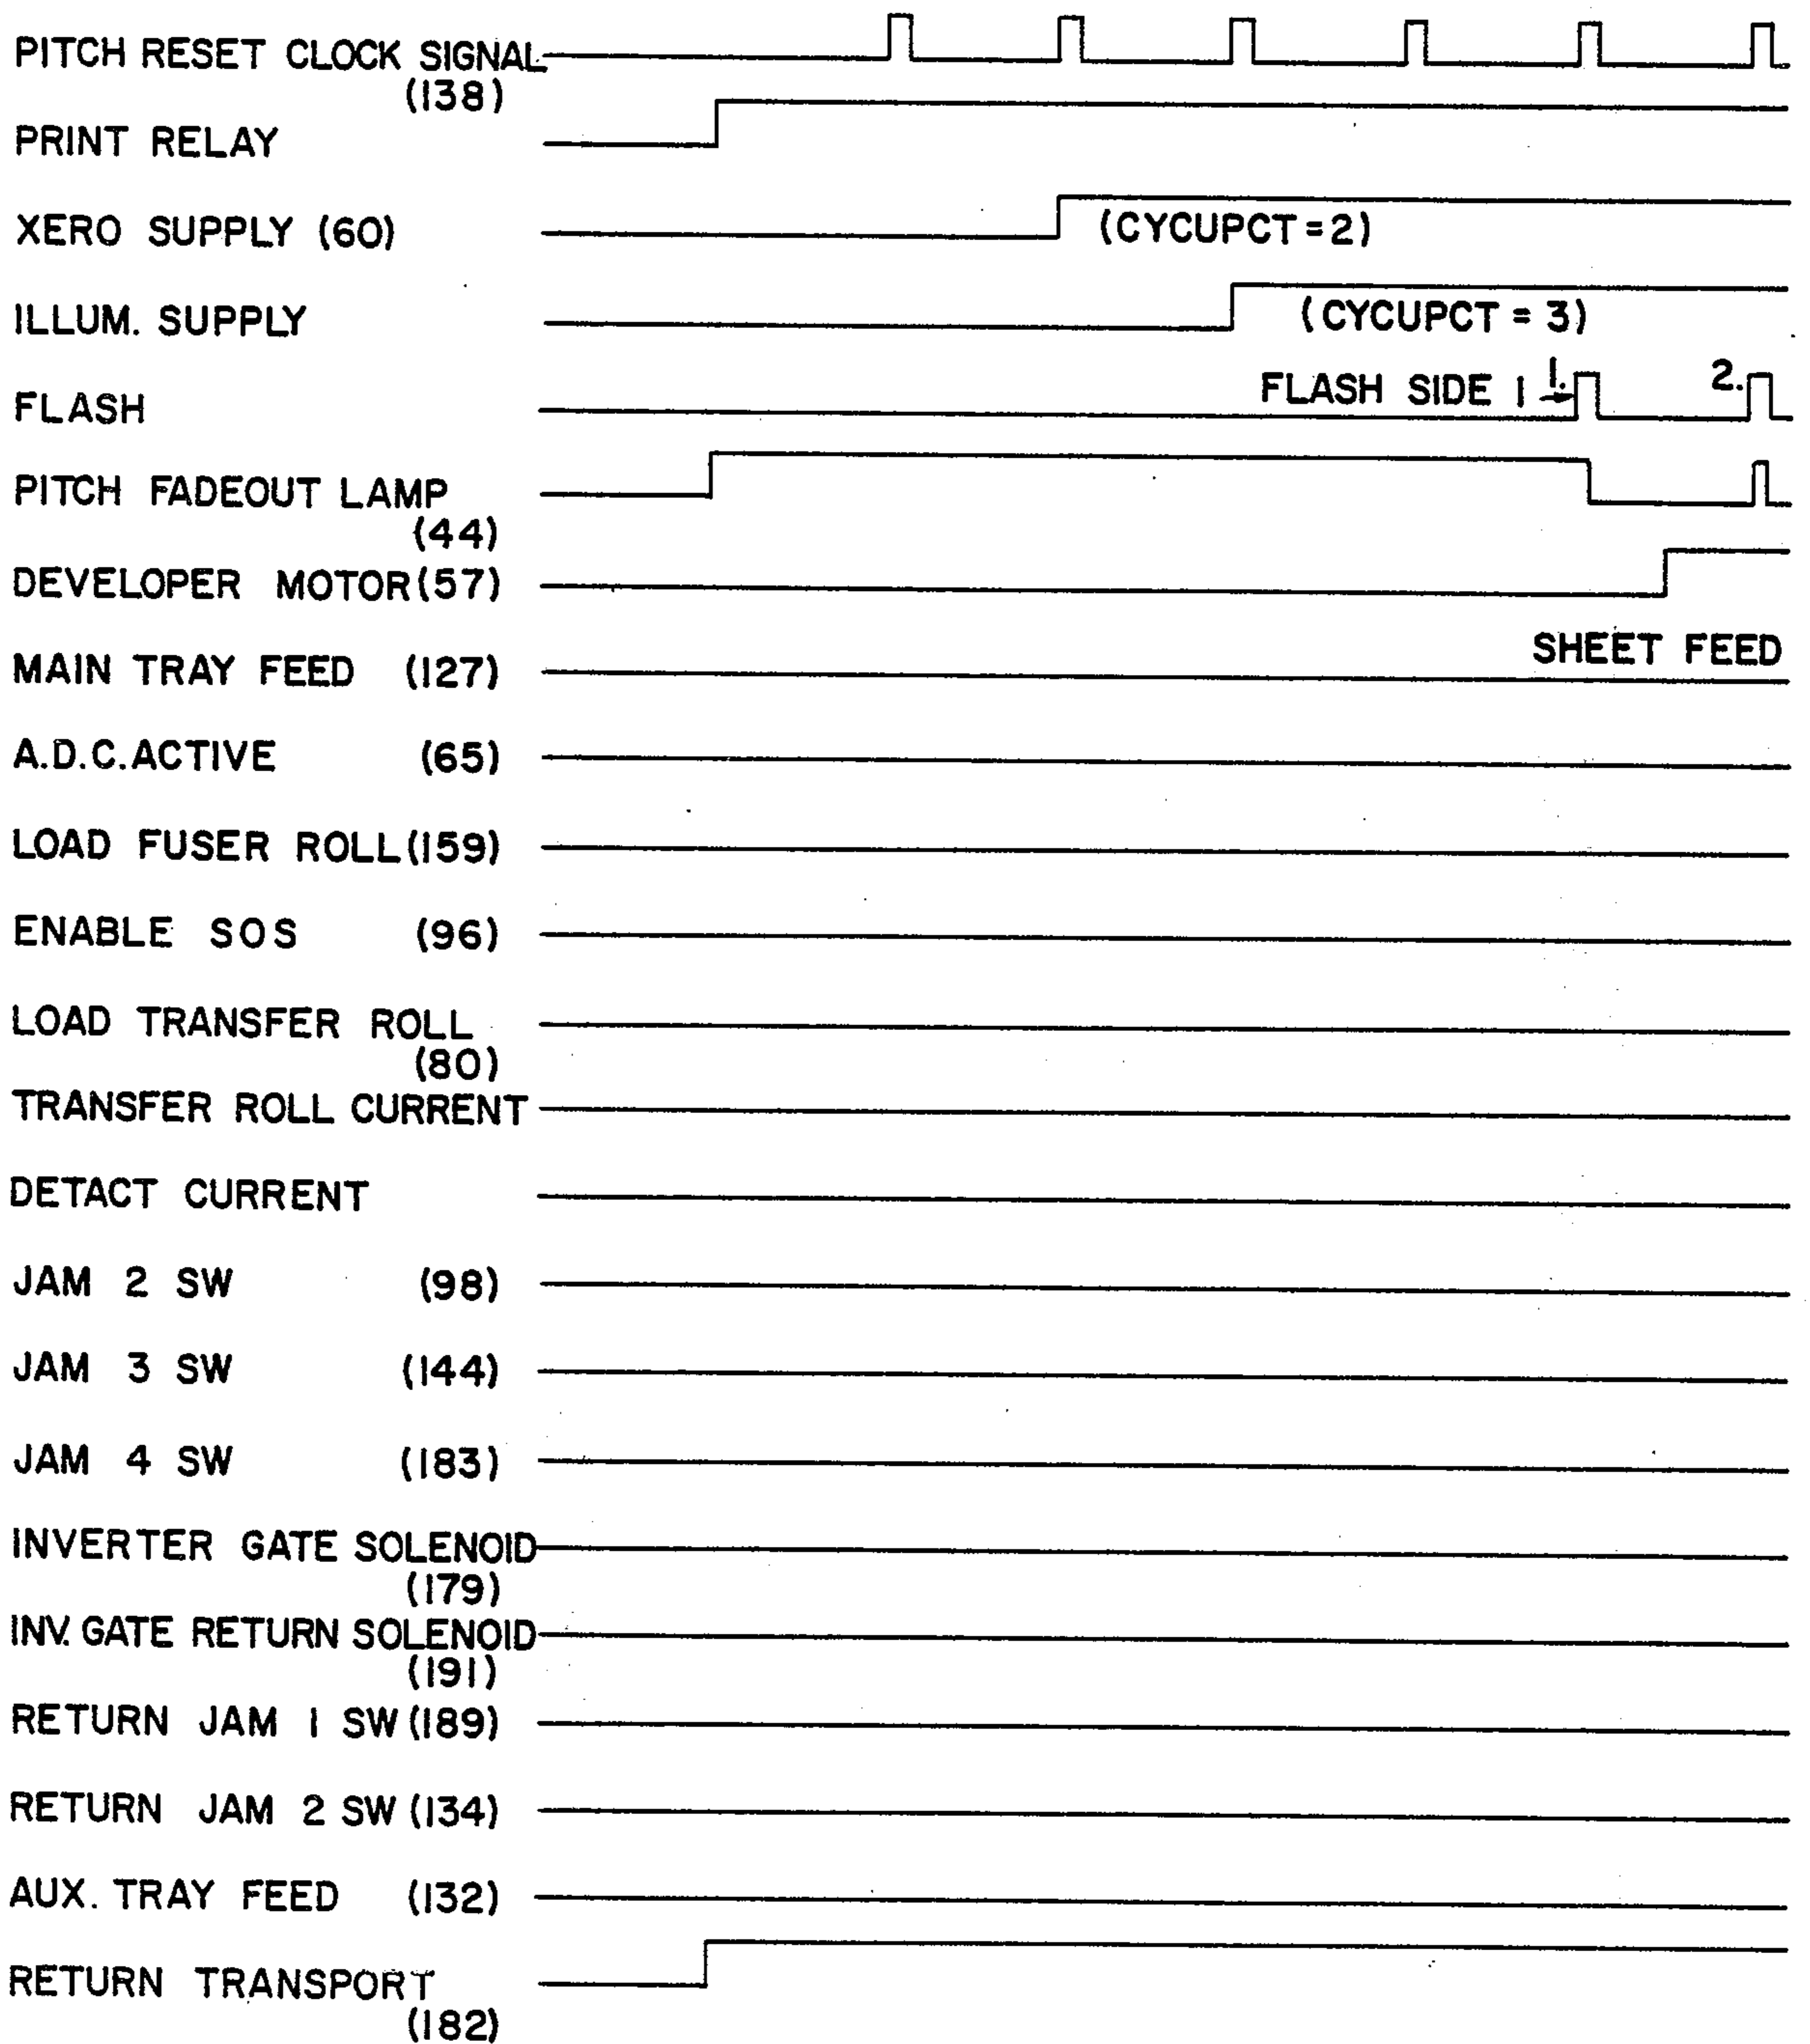 PITCH RESET CLOCK SIGNAL
(138)
PRINT RELAY
XERO SUPPLY (60)
(CYCUPCT=2)
ILLUM. SUPPLY
(CYCUPCT = 3)
FLASH
FLASH SIDE 1 1. 2.
PITCH FADEOUT LAMP
(44)
DEVELOPER MOTOR (57)
SHEET FEED
MAIN TRAY FEED (127)
A.D.C. ACTIVE (65)
LOAD FUSER ROLL (159)
ENABLE SOS (96)
LOAD TRANSFER ROLL
(80)
TRANSFER ROLL CURRENT
DETACT CURRENT
JAM 2 SW (98)
JAM 3 SW (144)
JAM 4 SW (183)
INVERTER GATE SOLENOID
(179)
INV. GATE RETURN SOLENOID
(191)
RETURN JAM 1 SW (189)
RETURN JAM 2 SW (134)
AUX. TRAY FEED (132)
RETURN TRANSPORT
(182)